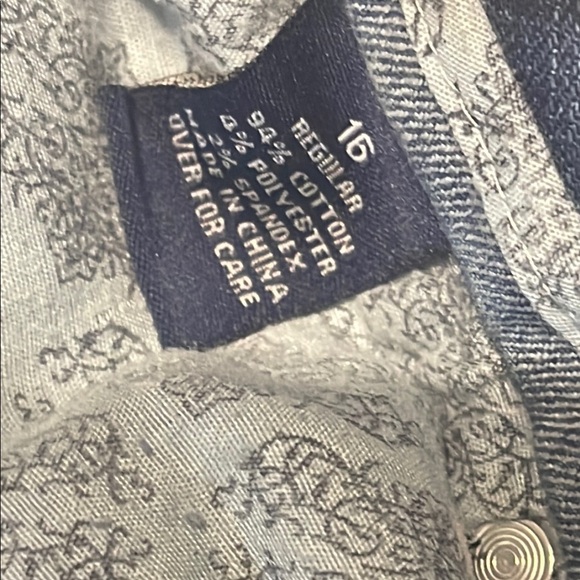 16
REGULAR
94% COTTON
4% POLYESTER
2% SPANDEX
MADE IN CHINA
OVER FOR CARE